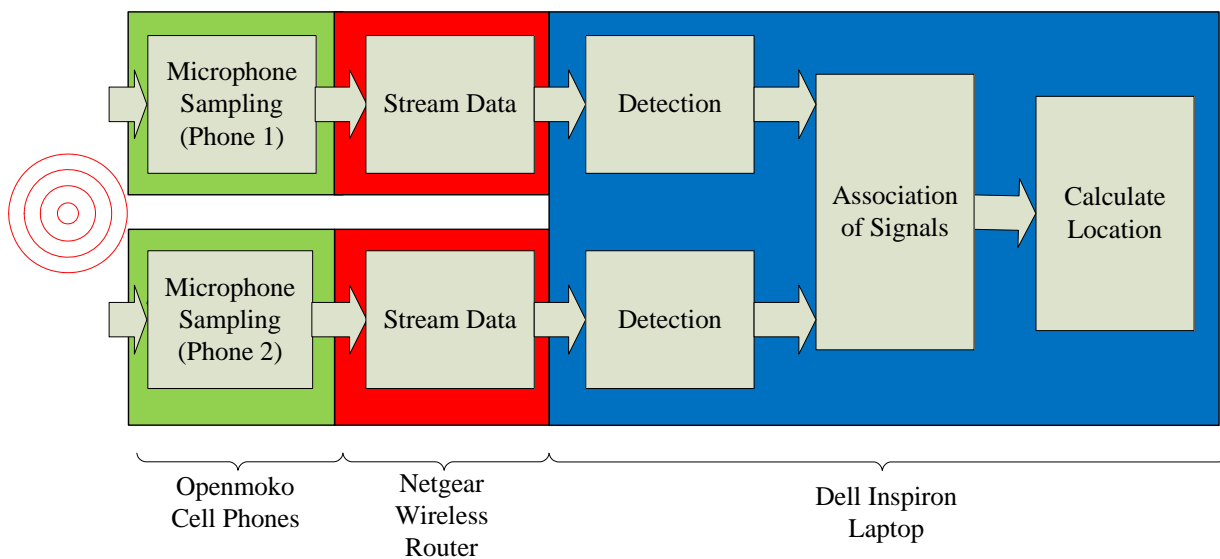 Microphone
Sampling
(Phone 1)
Stream Data
Detection
Association
of Signals
Calculate
Location
Microphone
Sampling
(Phone 2)
Stream Data
Detection
Openmoko
Cell Phones
Netgear
Wireless
Router
Dell Inspiron
Laptop